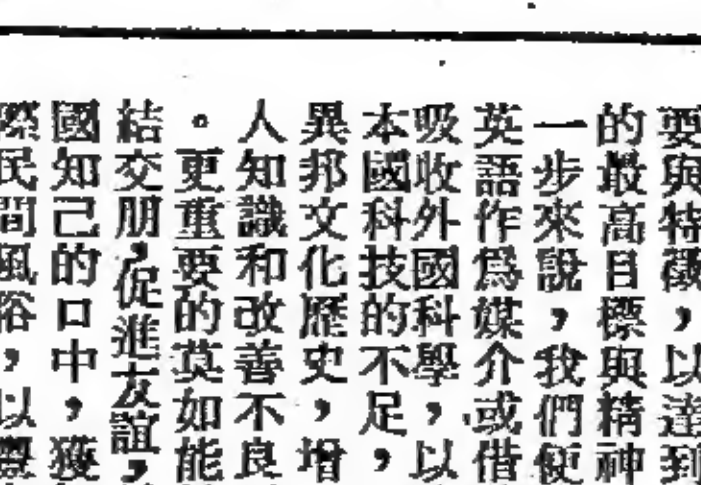 要與特徵，以達到
的最高目標與精神
一步來說，我們便
英語作爲媒介或借
吸收外國科學，以
本國科技的不足，
異邦文化歷史，增
人知識和改善不良
。更重要的莫如能
結交朋，促進友誼，
國知己的口中，獲
際民間風俗，以豐